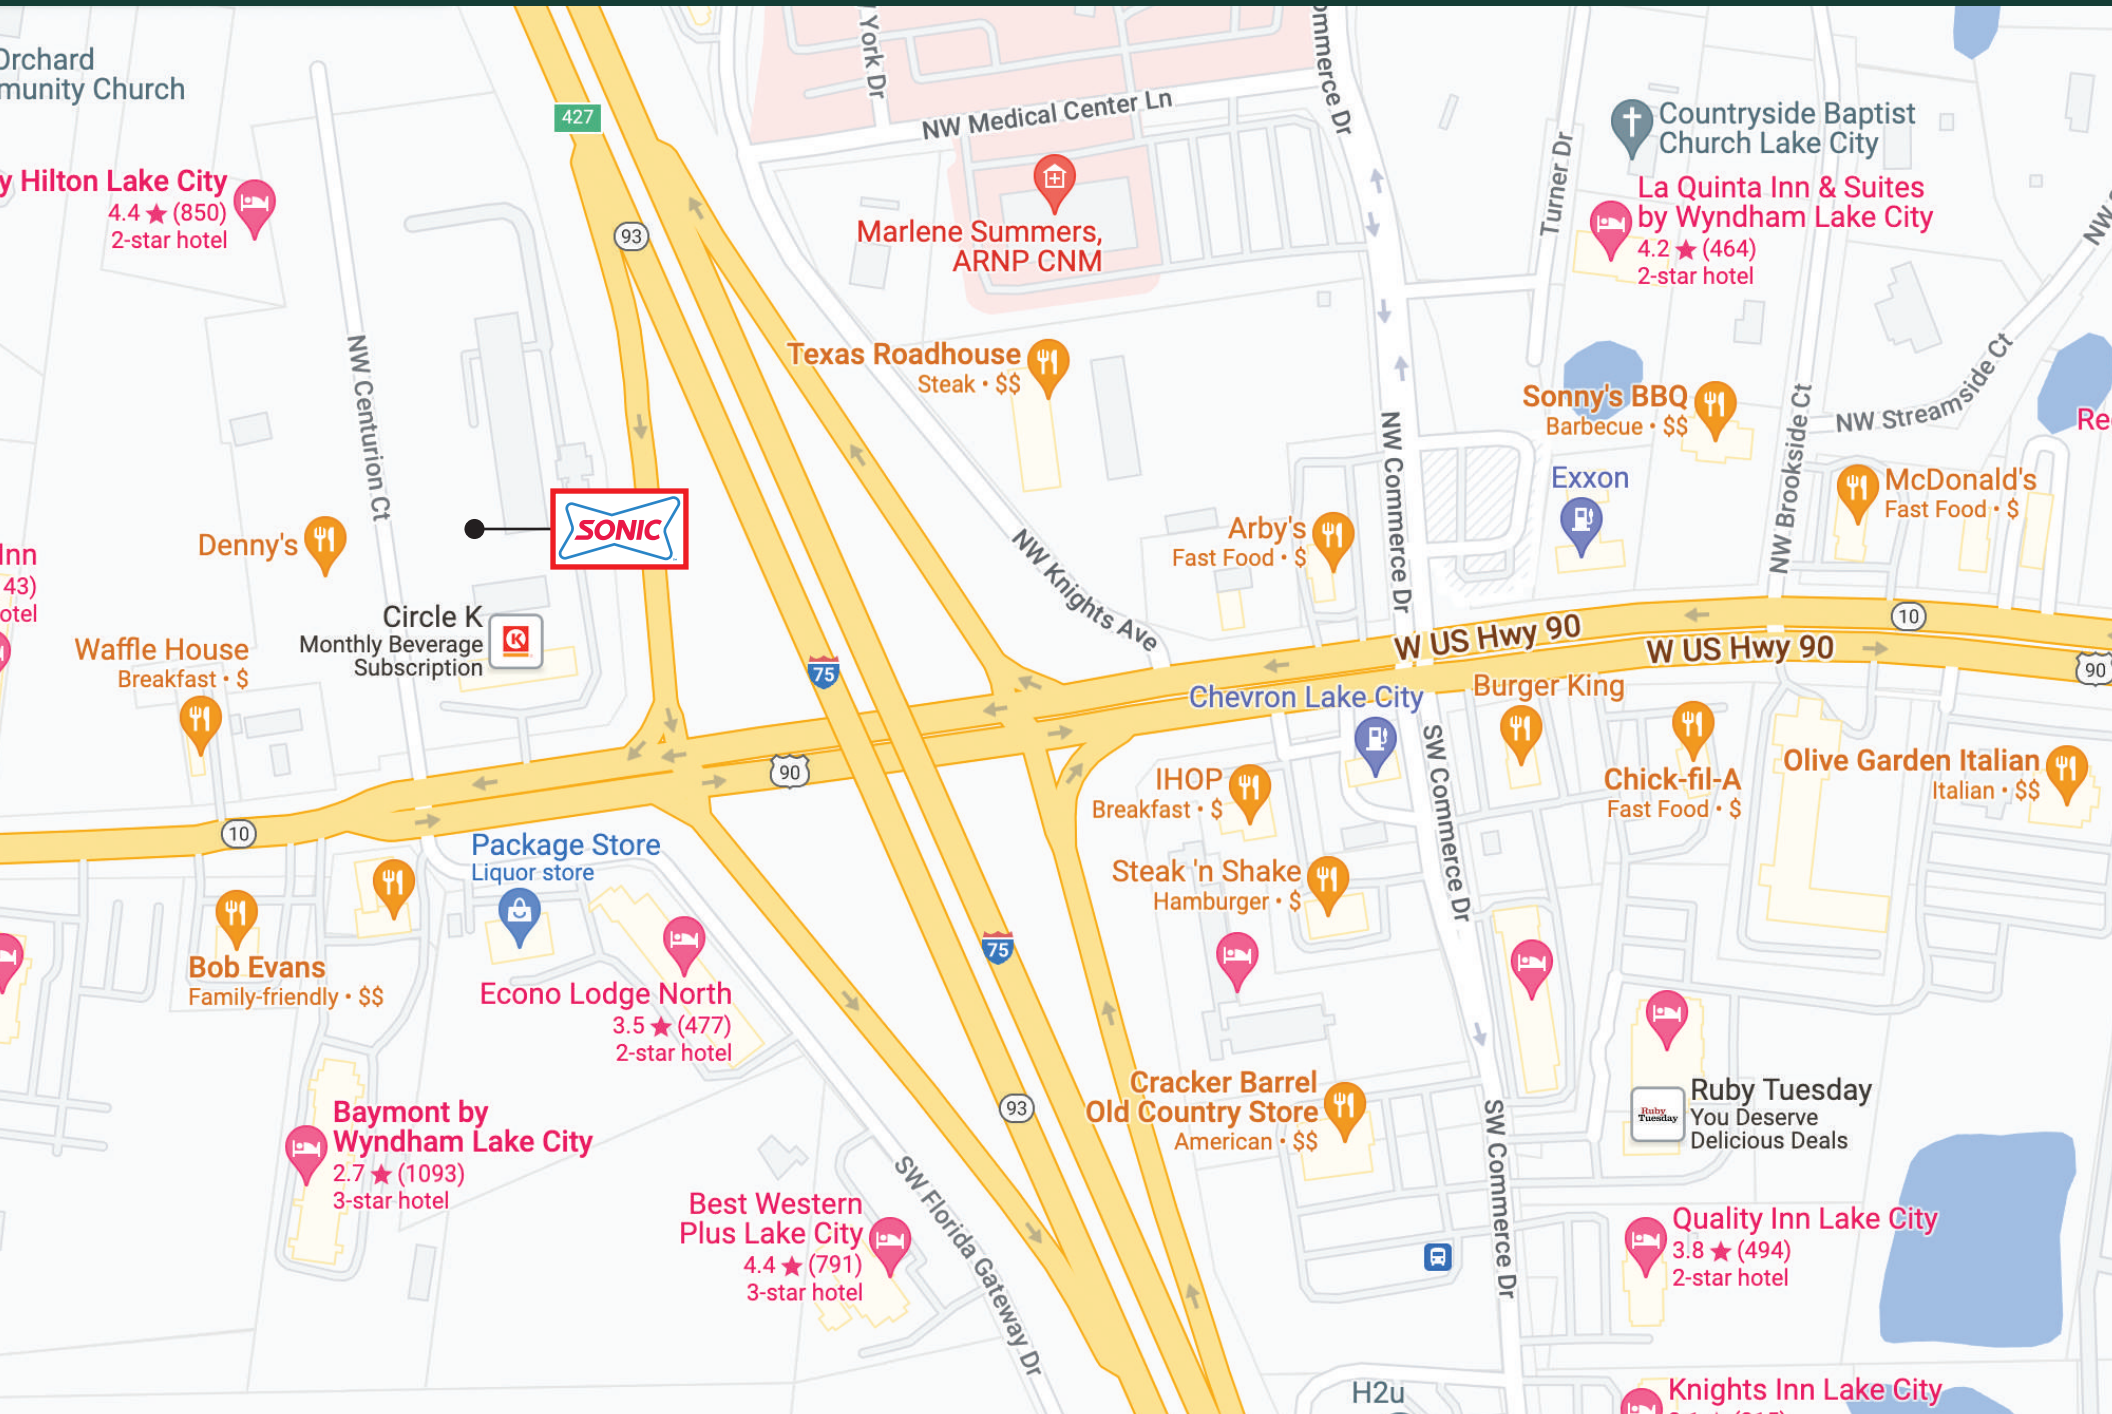 Orchard
munity Church
427
York Dr
ommerce Dr
NW Medical Center Ln
Countryside Baptist
Church Lake City
y Hilton Lake City
4.4 ★ (850)
2-star hotel
93
Turner Dr
La Quinta Inn & Suites
by Wyndham Lake City
4.2 ★ (464)
2-star hotel
NW
Marlene Summers,
ARNP CNM
NW Centurion Ct
Texas Roadhouse
Steak • $$
Sonny's BBQ
Barbecue • $$
NW Streamside Ct
Re
NW Commerce Dr
NW Brookside Ct
Exxon
McDonald's
Fast Food • $
Denny's
SONIC
Arby's
Fast Food • $
NW Knights Ave
Inn
43)
otel
Circle K
Monthly Beverage
Subscription
K
Waffle House
Breakfast • $
75
W US Hwy 90
10
W US Hwy 90
90
Chevron Lake City
Burger King
90
IHOP
Breakfast • $
SW Commerce Dr
Chick-fil-A
Fast Food • $
Olive Garden Italian
Italian • $$
10
Package Store
Liquor store
Steak 'n Shake
Hamburger • $
75
Bob Evans
Family-friendly • $$
Econo Lodge North
3.5 ★ (477)
2-star hotel
93
Cracker Barrel
Old Country Store
American • $$
Ruby
Tuesday
Ruby Tuesday
You Deserve
Delicious Deals
Baymont by
Wyndham Lake City
2.7 ★ (1093)
3-star hotel
SW Florida Gateway Dr
SW Commerce Dr
Best Western
Plus Lake City
4.4 ★ (791)
3-star hotel
Quality Inn Lake City
3.8 ★ (494)
2-star hotel
H2u
Knights Inn Lake City